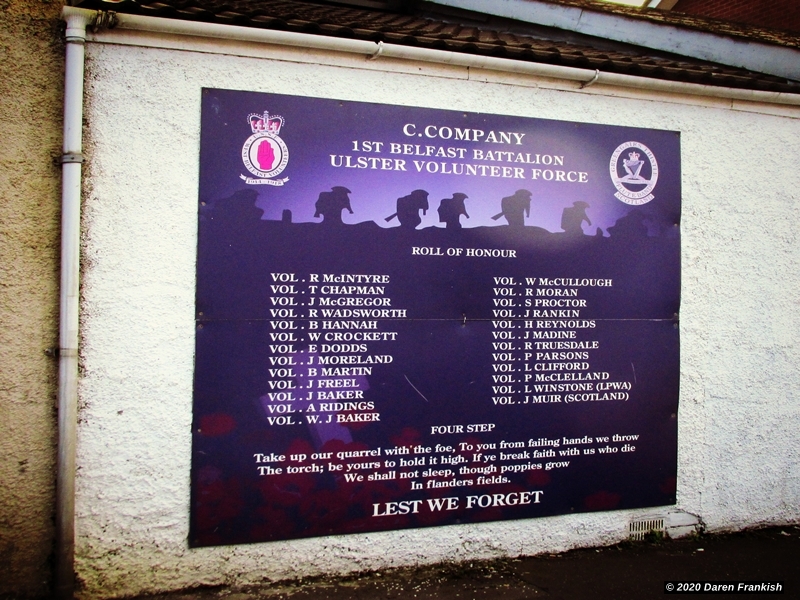 C.COMPANY
1ST BELFAST BATTALION
ULSTER VOLUNTEER FORCE
ROLL OF HONOUR
VOL . R McINTYRE
VOL . T CHAPMAN
VOL . J McGREGOR
VOL . R WADSWORTH
VOL . B HANNAH
VOL . W CROCKETT
VOL . E DODDS
VOL . J MORELAND
VOL . B MARTIN
VOL . J FREEL
VOL . J BAKER
VOL . A RIDINGS
VOL . W. J BAKER
VOL . W McCULLOUGH
VOL . R MORAN
VOL . S PROCTOR
VOL . J RANKIN
VOL . H REYNOLDS
VOL . J MADINE
VOL . R TRUESDALE
VOL . P PARSONS
VOL . L CLIFFORD
VOL . P McCLELLAND
VOL . L WINSTONE (LPWA)
VOL . J MUIR (SCOTLAND)
FOUR STEP
Take up our quarrel with the foe, To you from failing hands we throw
The torch; be yours to hold it high. If ye break faith with us who die
We shall not sleep, though poppies grow
In flanders fields.
LEST WE FORGET
© 2020 Daren Frankish